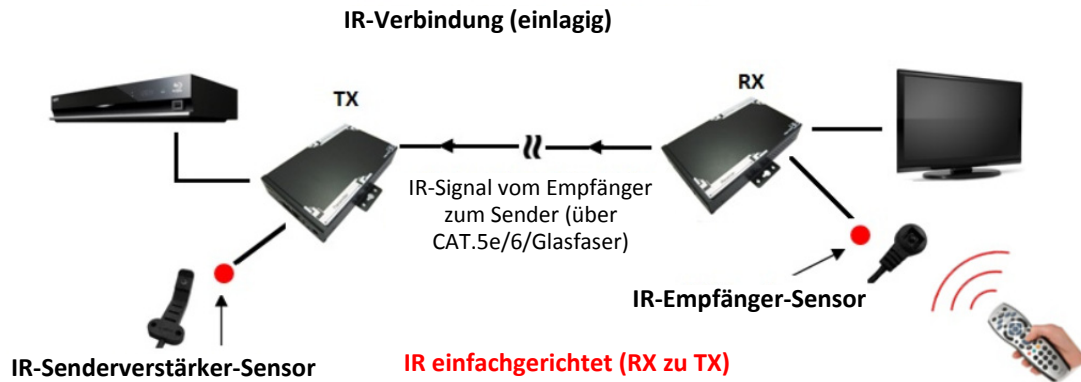 IR-Verbindung (einlagig)
TX
RX
IR-Signal vom Empfänger
zum Sender (über
CAT.5e/6/Glasfaser)
IR-Empfänger-Sensor
IR-Senderverstärker-Sensor
IR einfachgerichtet (RX zu TX)